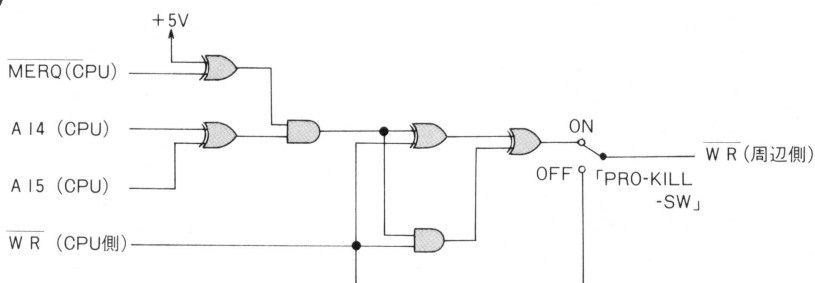 +5V
MERQ(CPU)
A14 (CPU)
A15 (CPU)
WR (CPU側)
ON
OFF
「PRO-KILL
-SW」
WR (周辺側)